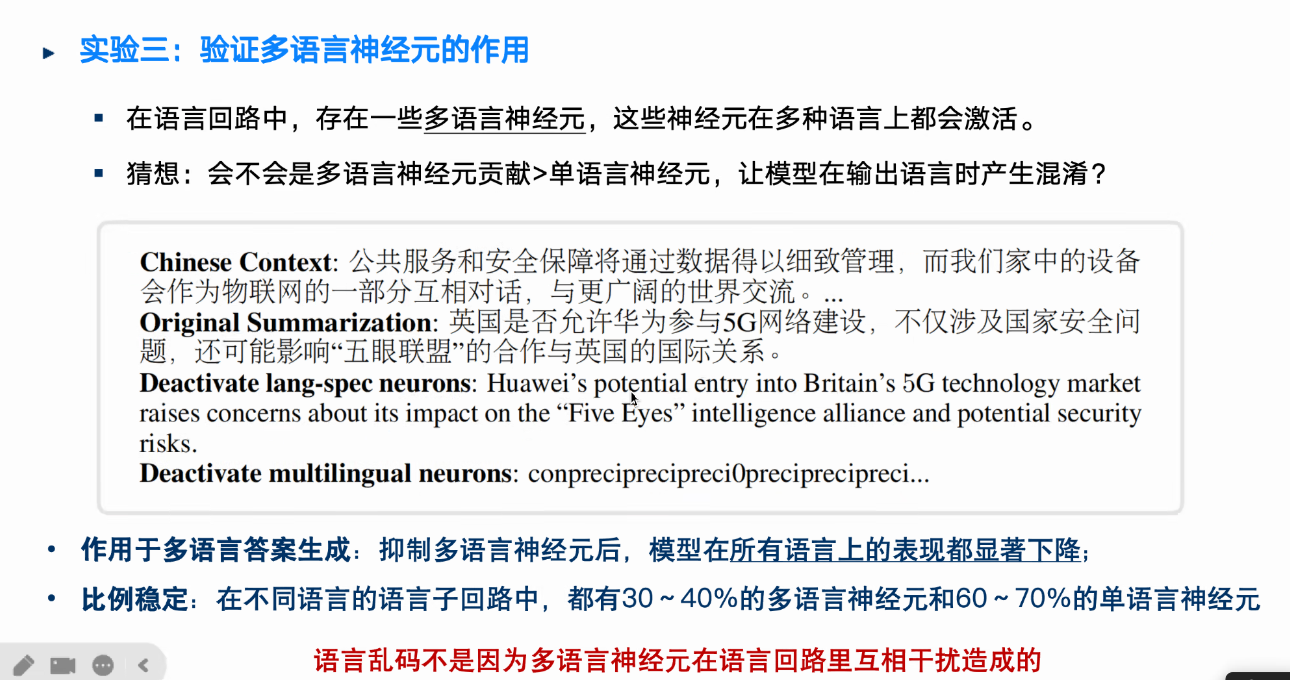 实验三：验证多语言神经元的作用
在语言回路中，存在一些多语言神经元，这些神经元在多种语言上都会激活。
猜想：会不会是多语言神经元贡献>单语言神经元，让模型在输出语言时产生混淆？
Chinese Context: 公共服务和安全保障将通过数据得以细致管理，而我们家中的设备
会作为物联网的一部分互相对话，与更广阔的世界交流。...
Original Summarization: 英国是否允许华为参与5G网络建设，不仅涉及国家安全问
题，还可能影响“五眼联盟”的合作与英国的国际关系。
Deactivate lang-spec neurons: Huawei’s potential entry into Britain’s 5G technology market
raises concerns about its impact on the “Five Eyes” intelligence alliance and potential security
risks.
Deactivate multilingual neurons: conprecipreciprecipreci0precipreciprecipreci...
作用于多语言答案生成：抑制多语言神经元后，模型在所有语言上的表现都显著下降；
比例稳定：在不同语言的语言子回路中，都有30～40%的多语言神经元和60～70%的单语言神经元
语言乱码不是因为多语言神经元在语言回路里互相干扰造成的